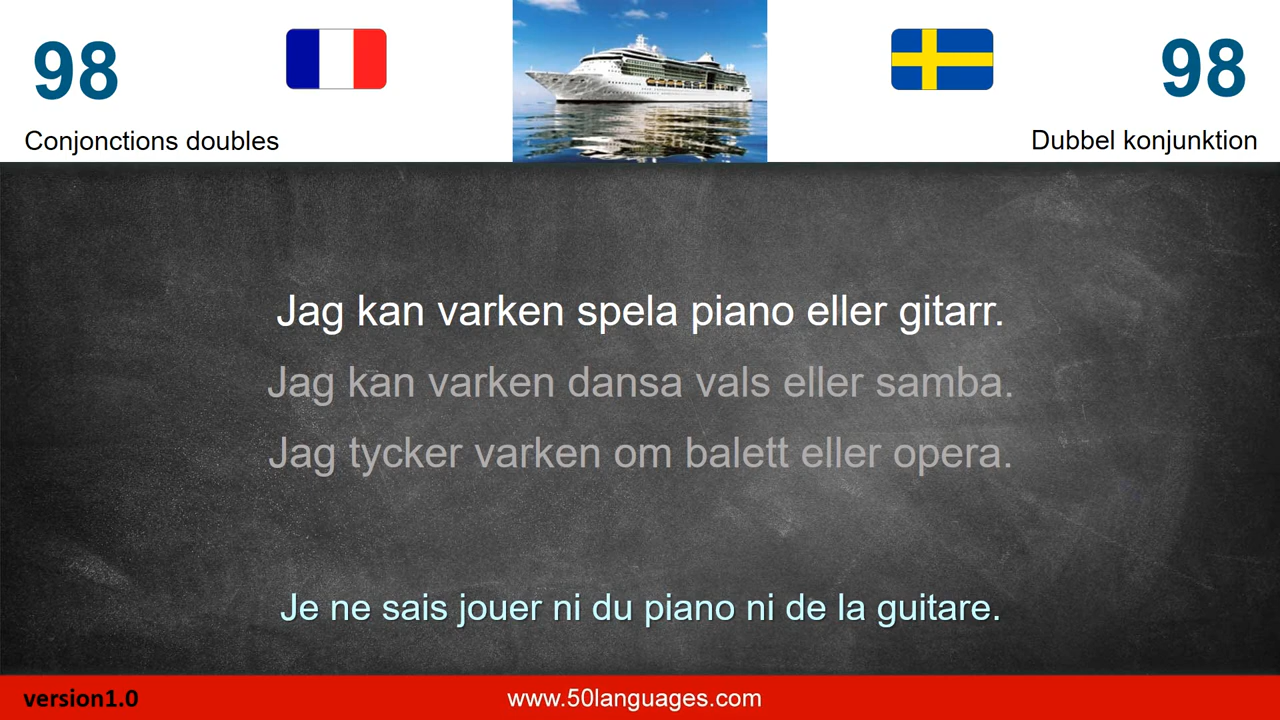 98
98
Conjonctions doubles
Dubbel konjunktion
Jag kan varken spela piano eller gitarr.
Jag kan varken dansa vals eller samba.
Jag tycker varken om balett eller opera.
Je ne sais jouer ni du piano ni de la guitare.
version1.0
www.50languages.com